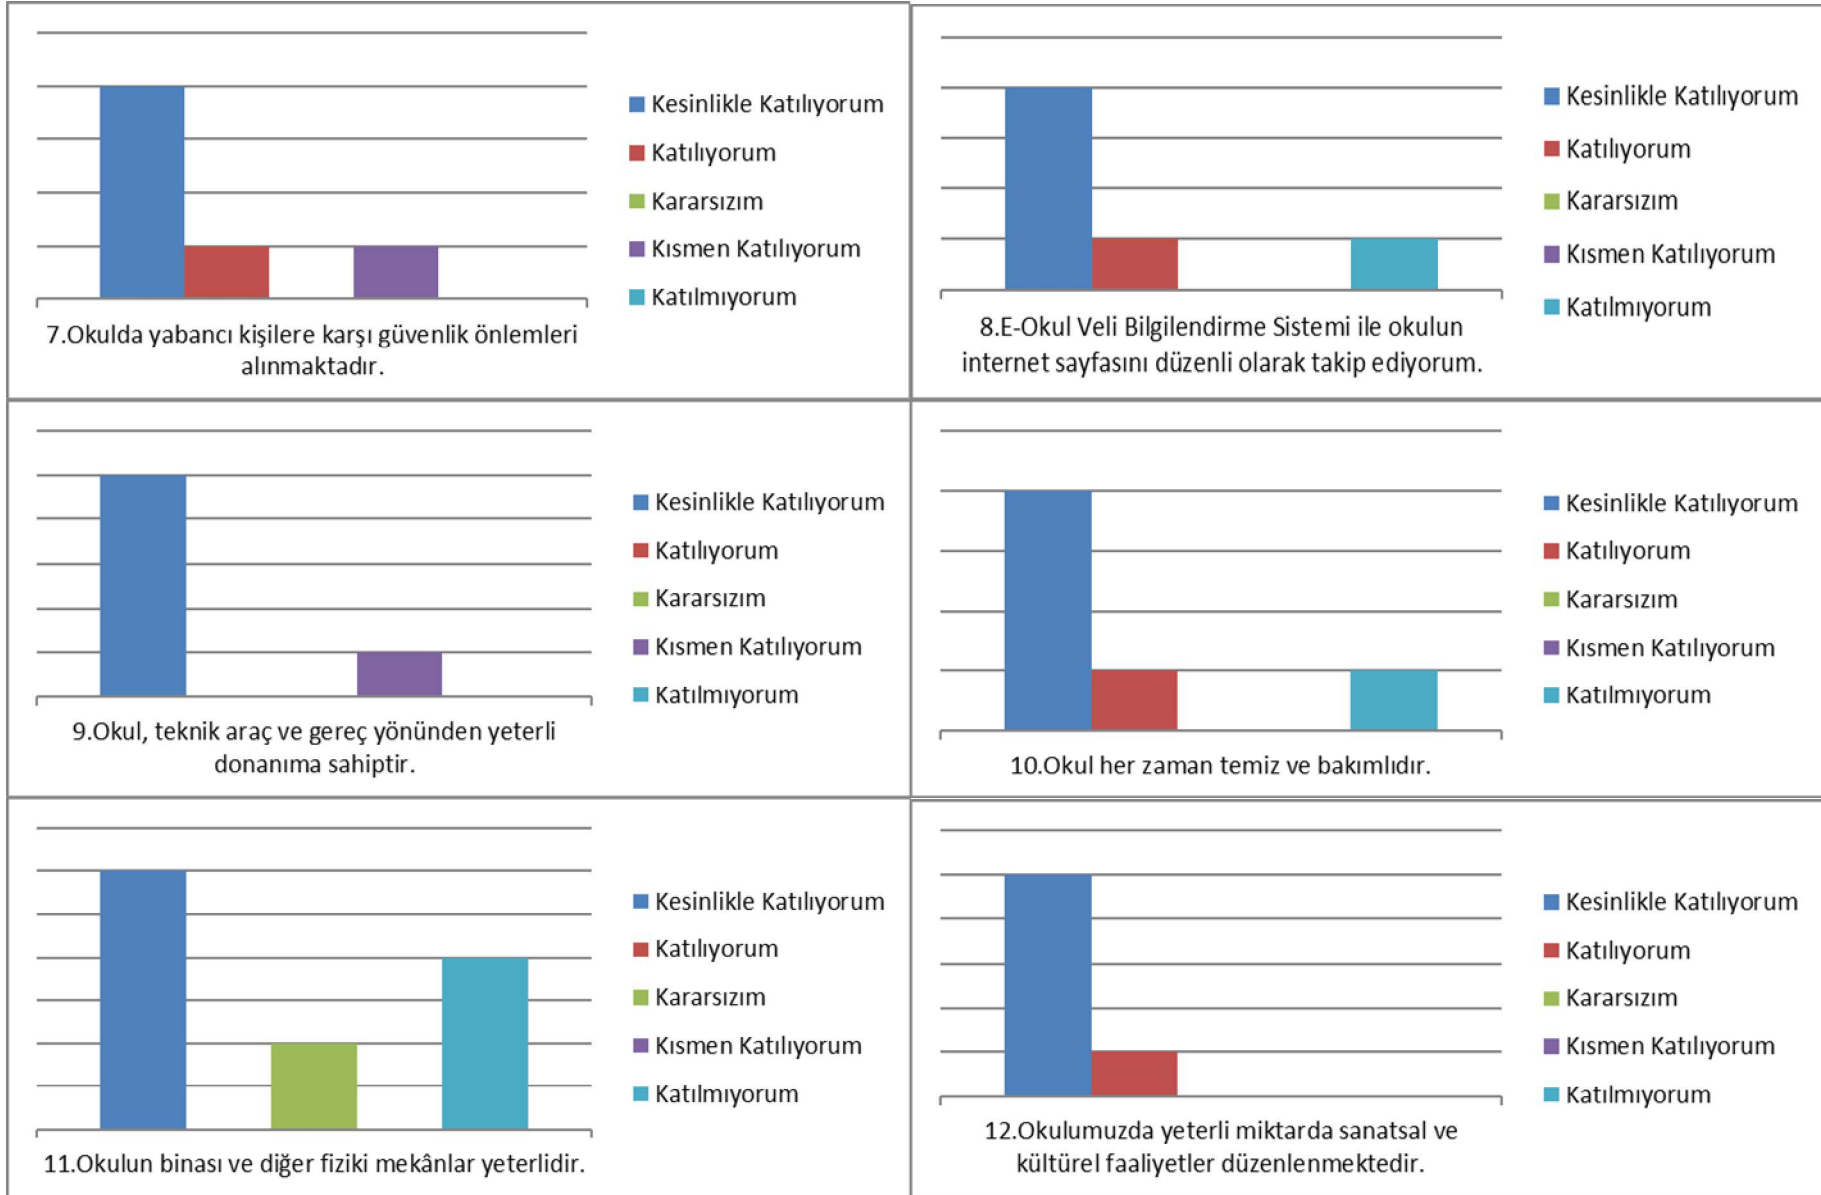 Kesinlikle Katılıyorum
Katılıyorum
Kararsızım
Kısmen Katılıyorum
Katılmıyorum
7.Okulda yabancı kişilere karşı güvenlik önlemleri
alınmaktadır.
Kesinlikle Katılıyorum
Katılıyorum
Kararsızım
Kısmen Katılıyorum
Katılmıyorum
8.E-Okul Veli Bilgilendirme Sistemi ile okulun
internet sayfasını düzenli olarak takip ediyorum.
Kesinlikle Katılıyorum
Katılıyorum
Kararsızım
Kısmen Katılıyorum
Katılmıyorum
9.Okul, teknik araç ve gereç yönünden yeterli
donanıma sahiptir.
Kesinlikle Katılıyorum
Katılıyorum
Kararsızım
Kısmen Katılıyorum
Katılmıyorum
10.Okul her zaman temiz ve bakımlıdır.
Kesinlikle Katılıyorum
Katılıyorum
Kararsızım
Kısmen Katılıyorum
Katılmıyorum
11.Okulun binası ve diğer fiziki mekânlar yeterlidir.
Kesinlikle Katılıyorum
Katılıyorum
Kararsızım
Kısmen Katılıyorum
Katılmıyorum
12.Okulumuzda yeterli miktarda sanatsal ve
kültürel faaliyetler düzenlenmektedir.